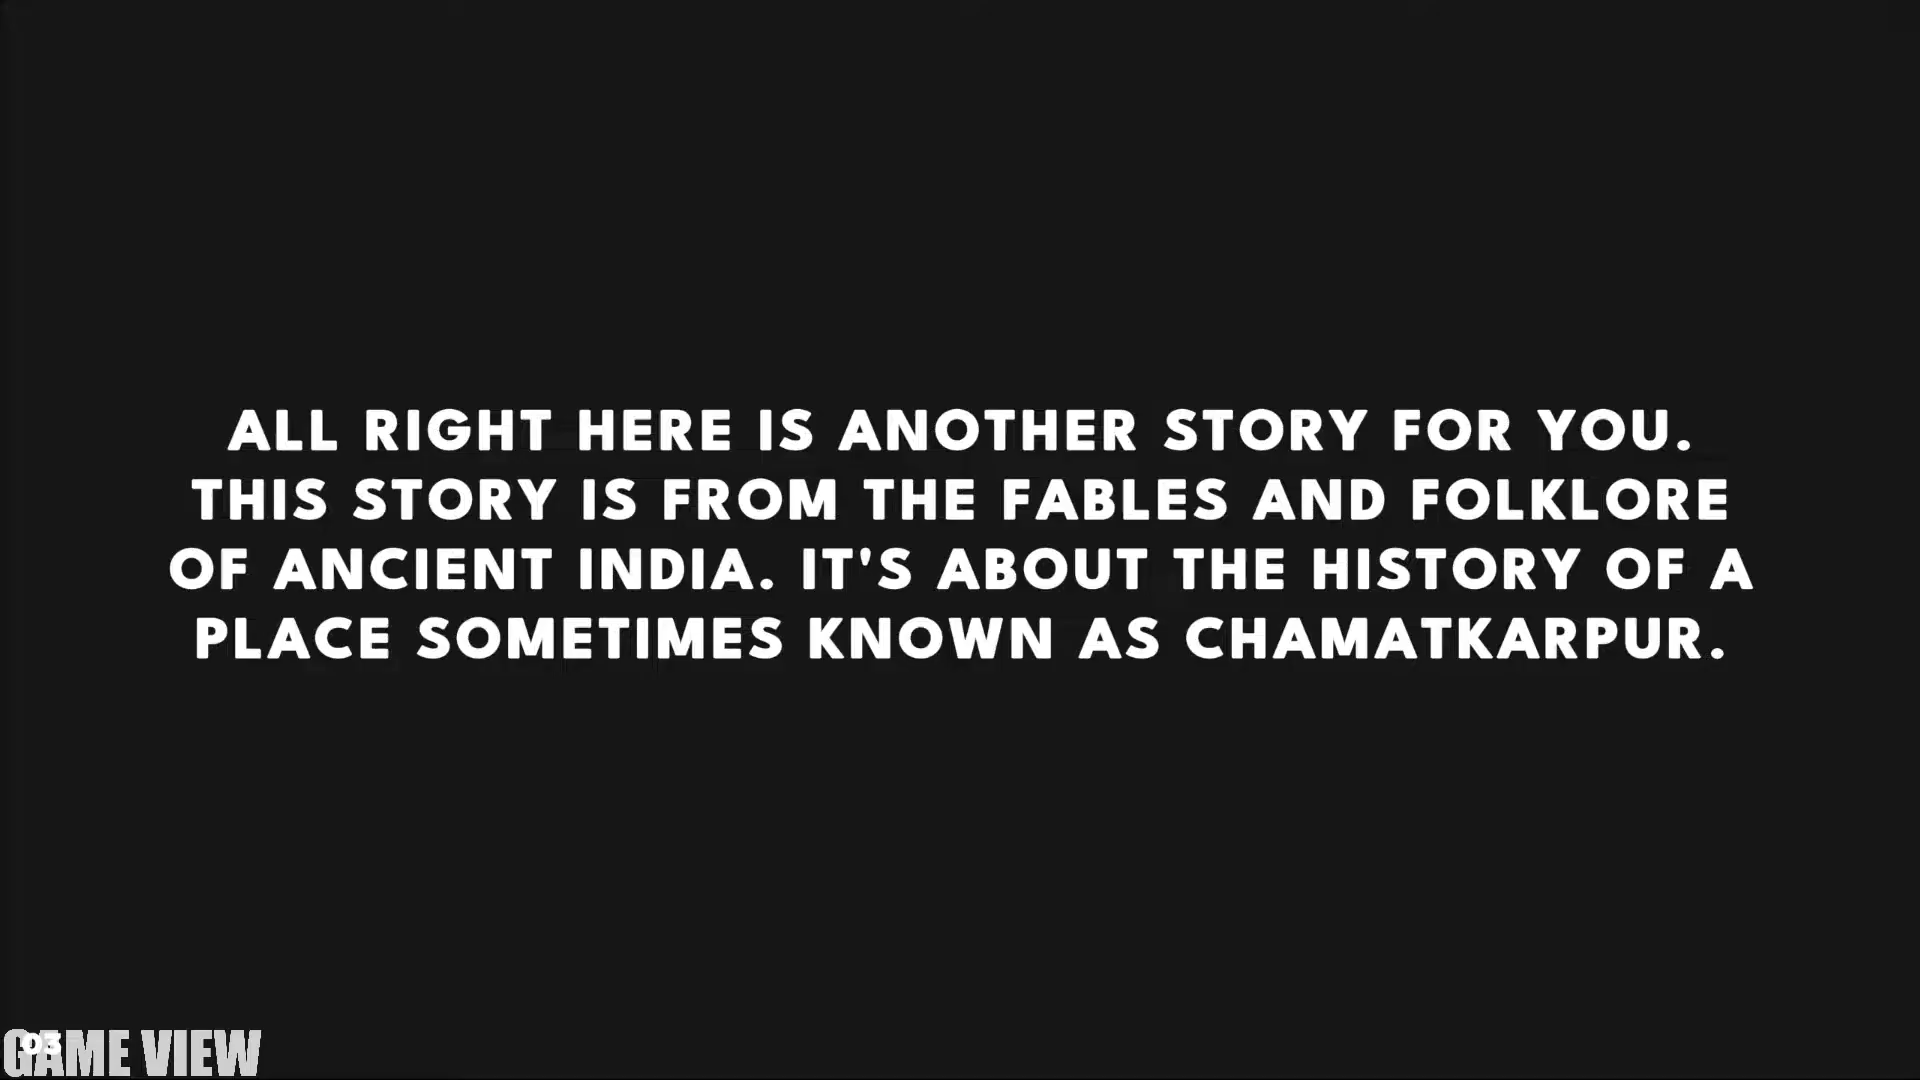 ALL RIGHT HERE IS ANOTHER STORY FOR YOU.
THIS STORY IS FROM THE FABLES AND FOLKLORE
OF ANCIENT INDIA. IT'S ABOUT THE HISTORY OF A
PLACE SOMETIMES KNOWN AS CHAMATKARPUR.
03
GAME VIEW